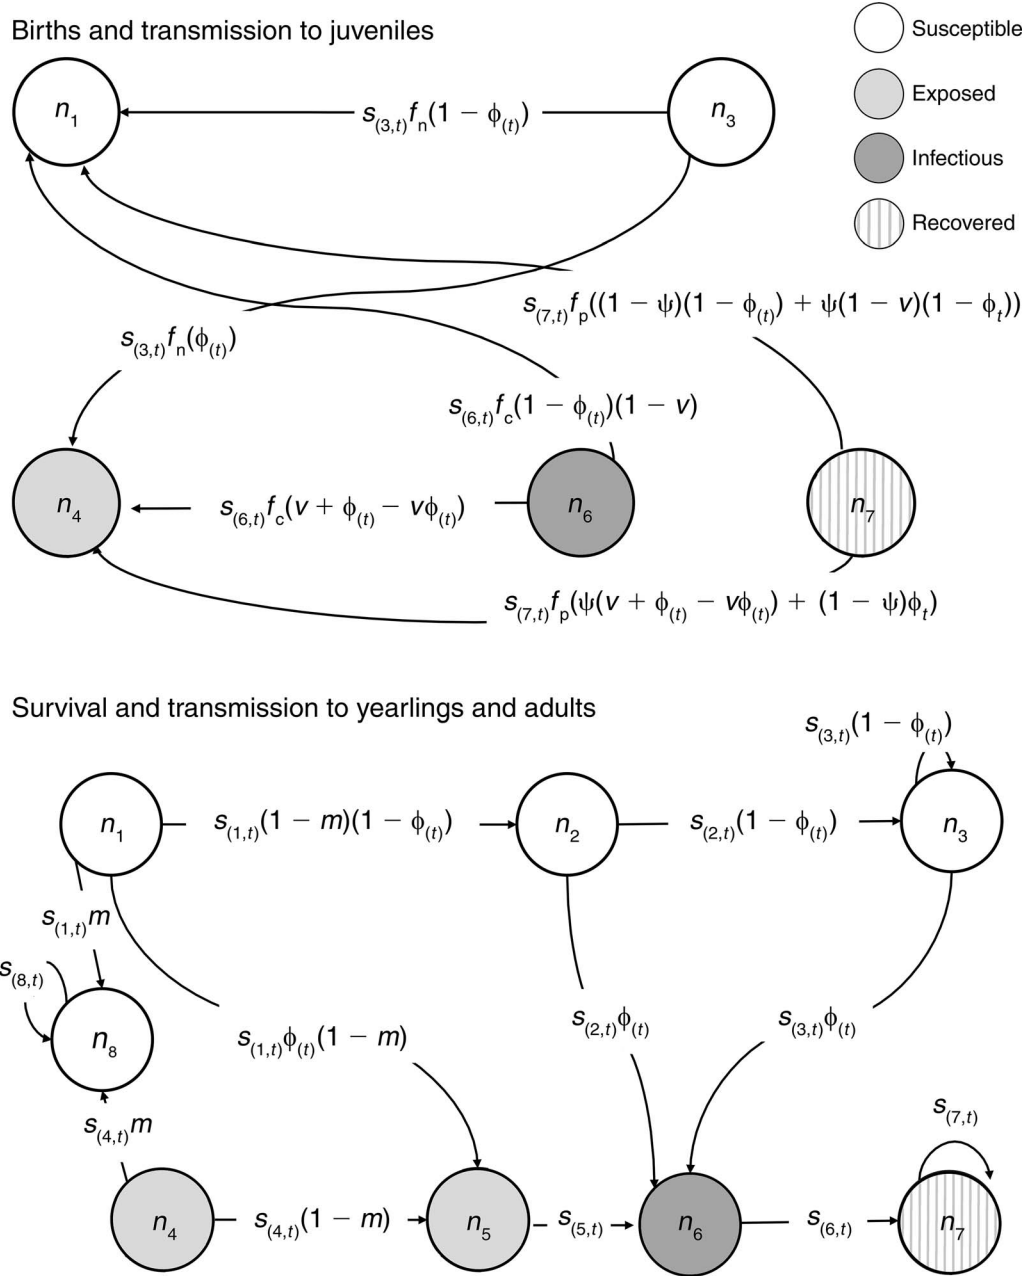 Births and transmission to juveniles
Susceptible
Exposed
Infectious
Recovered
n₁
s₍₃,ₜ₎fₙ(1 − ϕ₍ₜ₎)
n₃
s₍₇,ₜ₎fₚ((1 − ψ)(1 − ϕ₍ₜ₎) + ψ(1 − v)(1 − ϕₜ))
s₍₃,ₜ₎fₙ(ϕ₍ₜ₎)
s₍₆,ₜ₎f_c(1 − ϕ₍ₜ₎)(1 − v)
n₄
s₍₆,ₜ₎f_c(v + ϕ₍ₜ₎ − vϕ₍ₜ₎)
n₆
n₇
s₍₇,ₜ₎fₚ(ψ(v + ϕ₍ₜ₎ − vϕ₍ₜ₎) + (1 − ψ)ϕₜ)
Survival and transmission to yearlings and adults
s₍₃,ₜ₎(1 − ϕ₍ₜ₎)
n₁
s₍₁,ₜ₎(1 − m)(1 − ϕ₍ₜ₎)
n₂
s₍₂,ₜ₎(1 − ϕ₍ₜ₎)
n₃
s₍₁,ₜ₎m
s₍₈,ₜ₎
n₈
s₍₁,ₜ₎ϕ₍ₜ₎(1 − m)
s₍₂,ₜ₎ϕ₍ₜ₎
s₍₃,ₜ₎ϕ₍ₜ₎
s₍₄,ₜ₎m
s₍₇,ₜ₎
n₄
s₍₄,ₜ₎(1 − m)
n₅
s₍₅,ₜ₎
n₆
s₍₆,ₜ₎
n₇